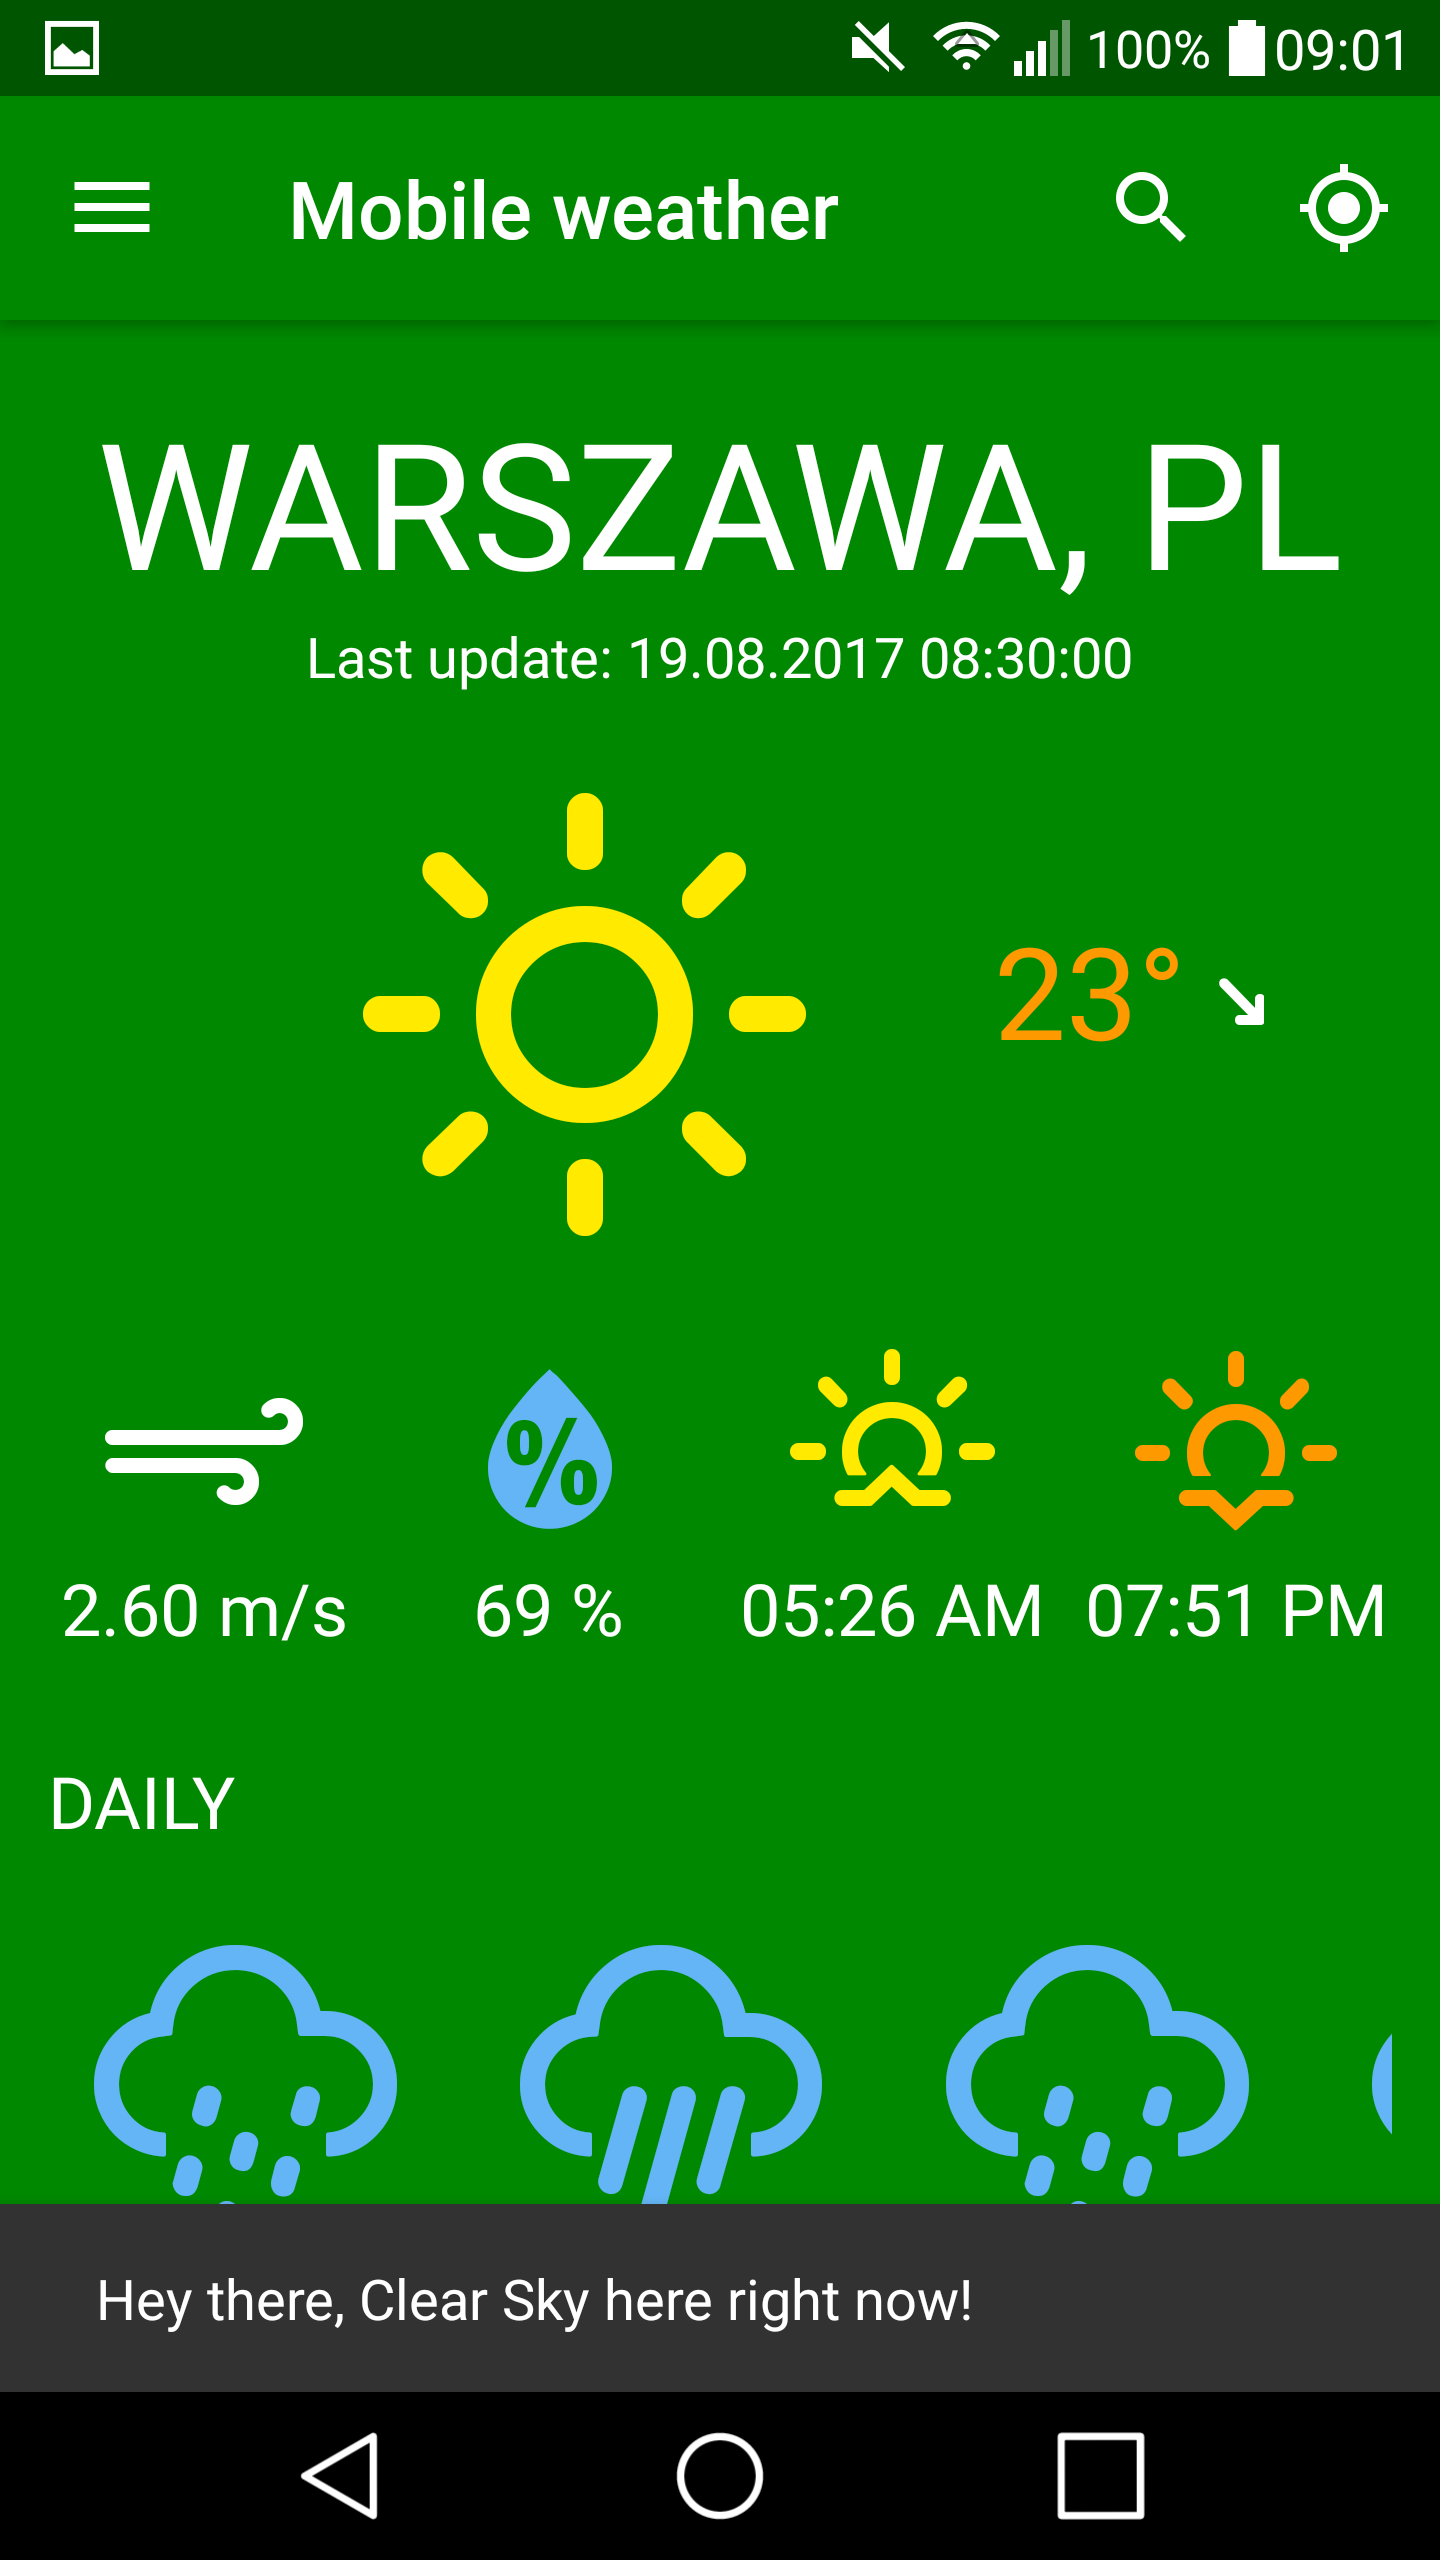 100% 09:01
Mobile weather
WARSZAWA, PL
Last update: 19.08.2017 08:30:00
23°
%
2.60 m/s 69 % 05:26 AM 07:51 PM
DAILY
Hey there, Clear Sky here right now!